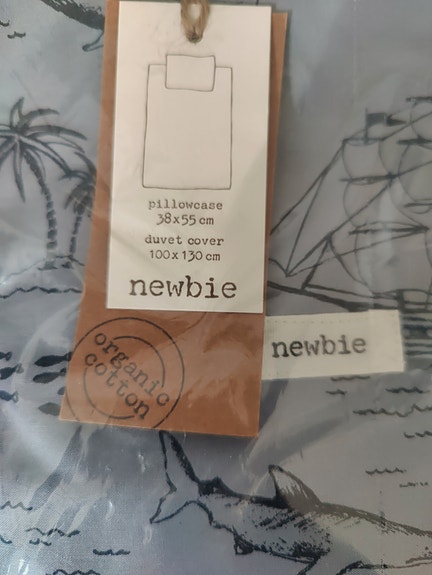 pillowcase
38x55 cm
duvet cover
100x130 cm
newbie
newbie
organic
cotton